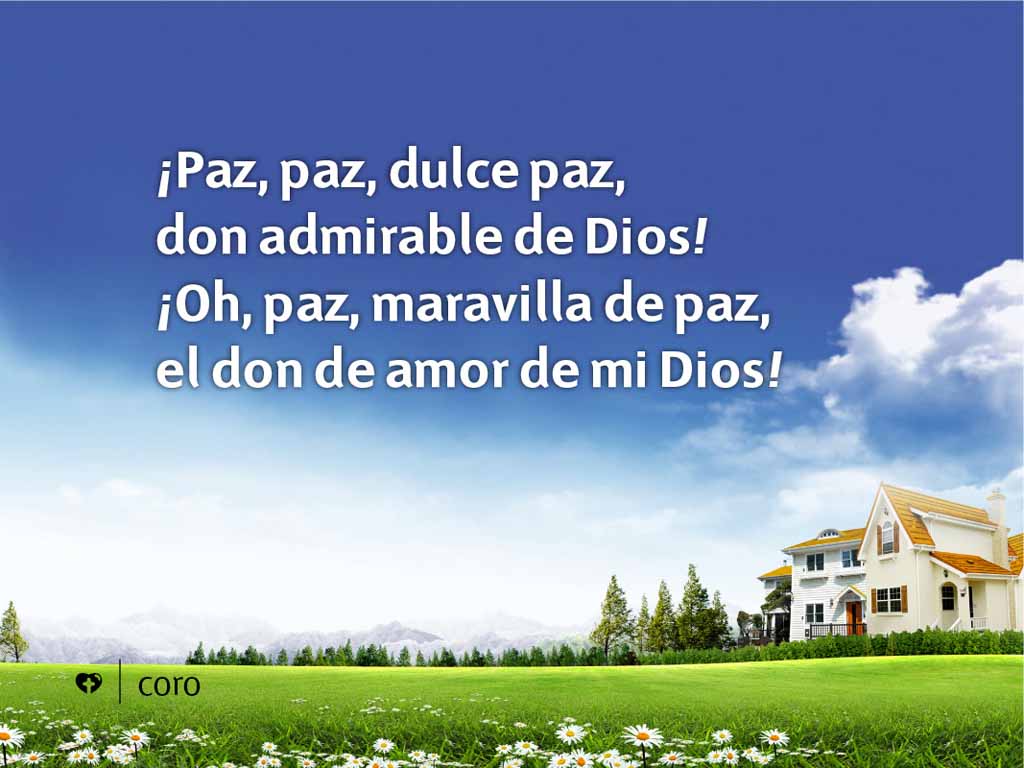 ¡Paz, paz, dulce paz,
don admirable de Dios!
¡Oh, paz, maravilla de paz,
el don de amor de mi Dios!
coro